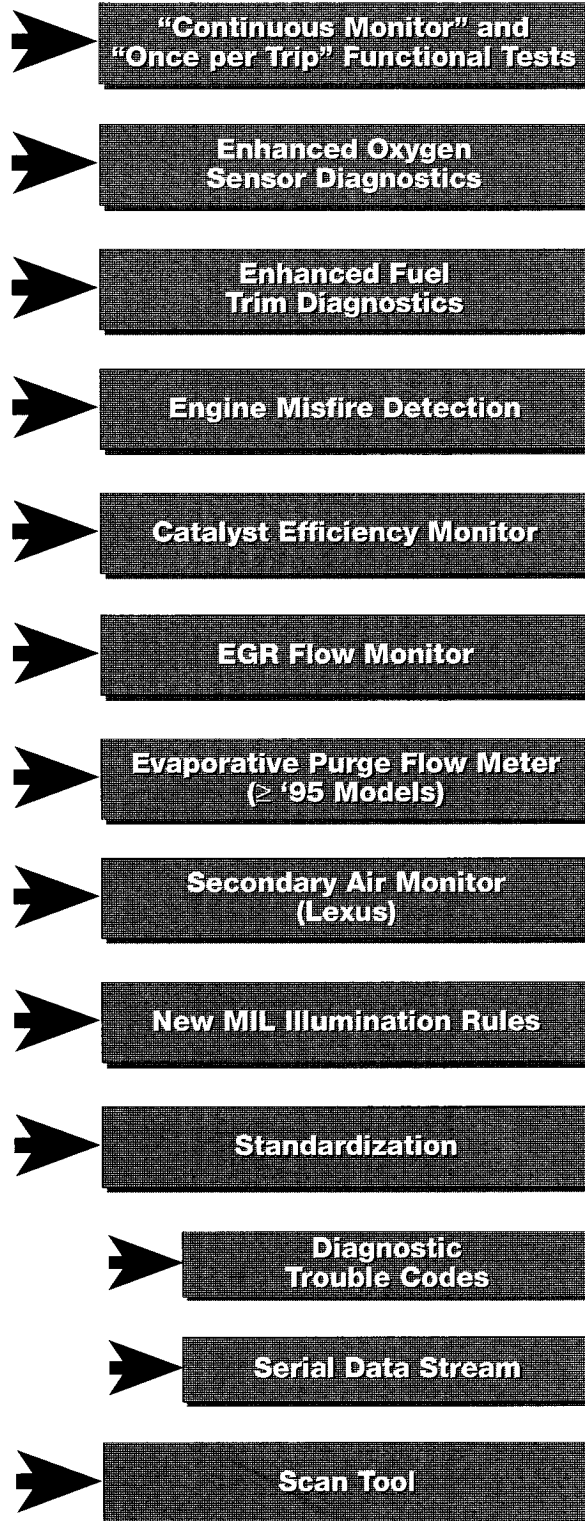 “Continuous Monitor” and
“Once per Trip” Functional Tests
Enhanced Oxygen
Sensor Diagnostics
Enhanced Fuel
Trim Diagnostics
Engine Misfire Detection
Catalyst Efficiency Monitor
EGR Flow Monitor
Evaporative Purge Flow Meter
(≥ ‘95 Models)
Secondary Air Monitor
(Lexus)
New MIL Illumination Rules
Standardization
Diagnostic
Trouble Codes
Serial Data Stream
Scan Tool